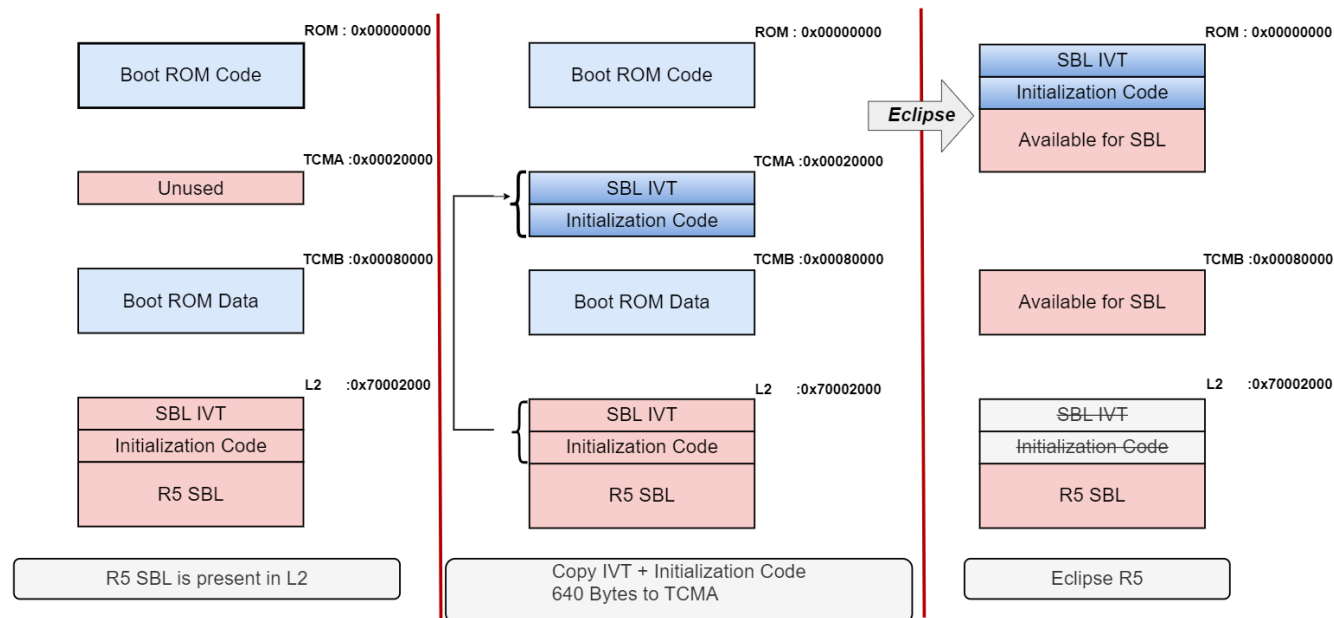 ROM : 0x00000000
Boot ROM Code
TCMA :0x00020000
Unused
TCMB :0x00080000
Boot ROM Data
L2 :0x70002000
SBL IVT
Initialization Code
R5 SBL
R5 SBL is present in L2
ROM : 0x00000000
Boot ROM Code
TCMA :0x00020000
SBL IVT
Initialization Code
TCMB :0x00080000
Boot ROM Data
L2 :0x70002000
SBL IVT
Initialization Code
R5 SBL
Copy IVT + Initialization Code
640 Bytes to TCMA
Eclipse
ROM : 0x00000000
SBL IVT
Initialization Code
Available for SBL
TCMB :0x00080000
Available for SBL
L2 :0x70002000
SBL IVT
Initialization Code
R5 SBL
Eclipse R5